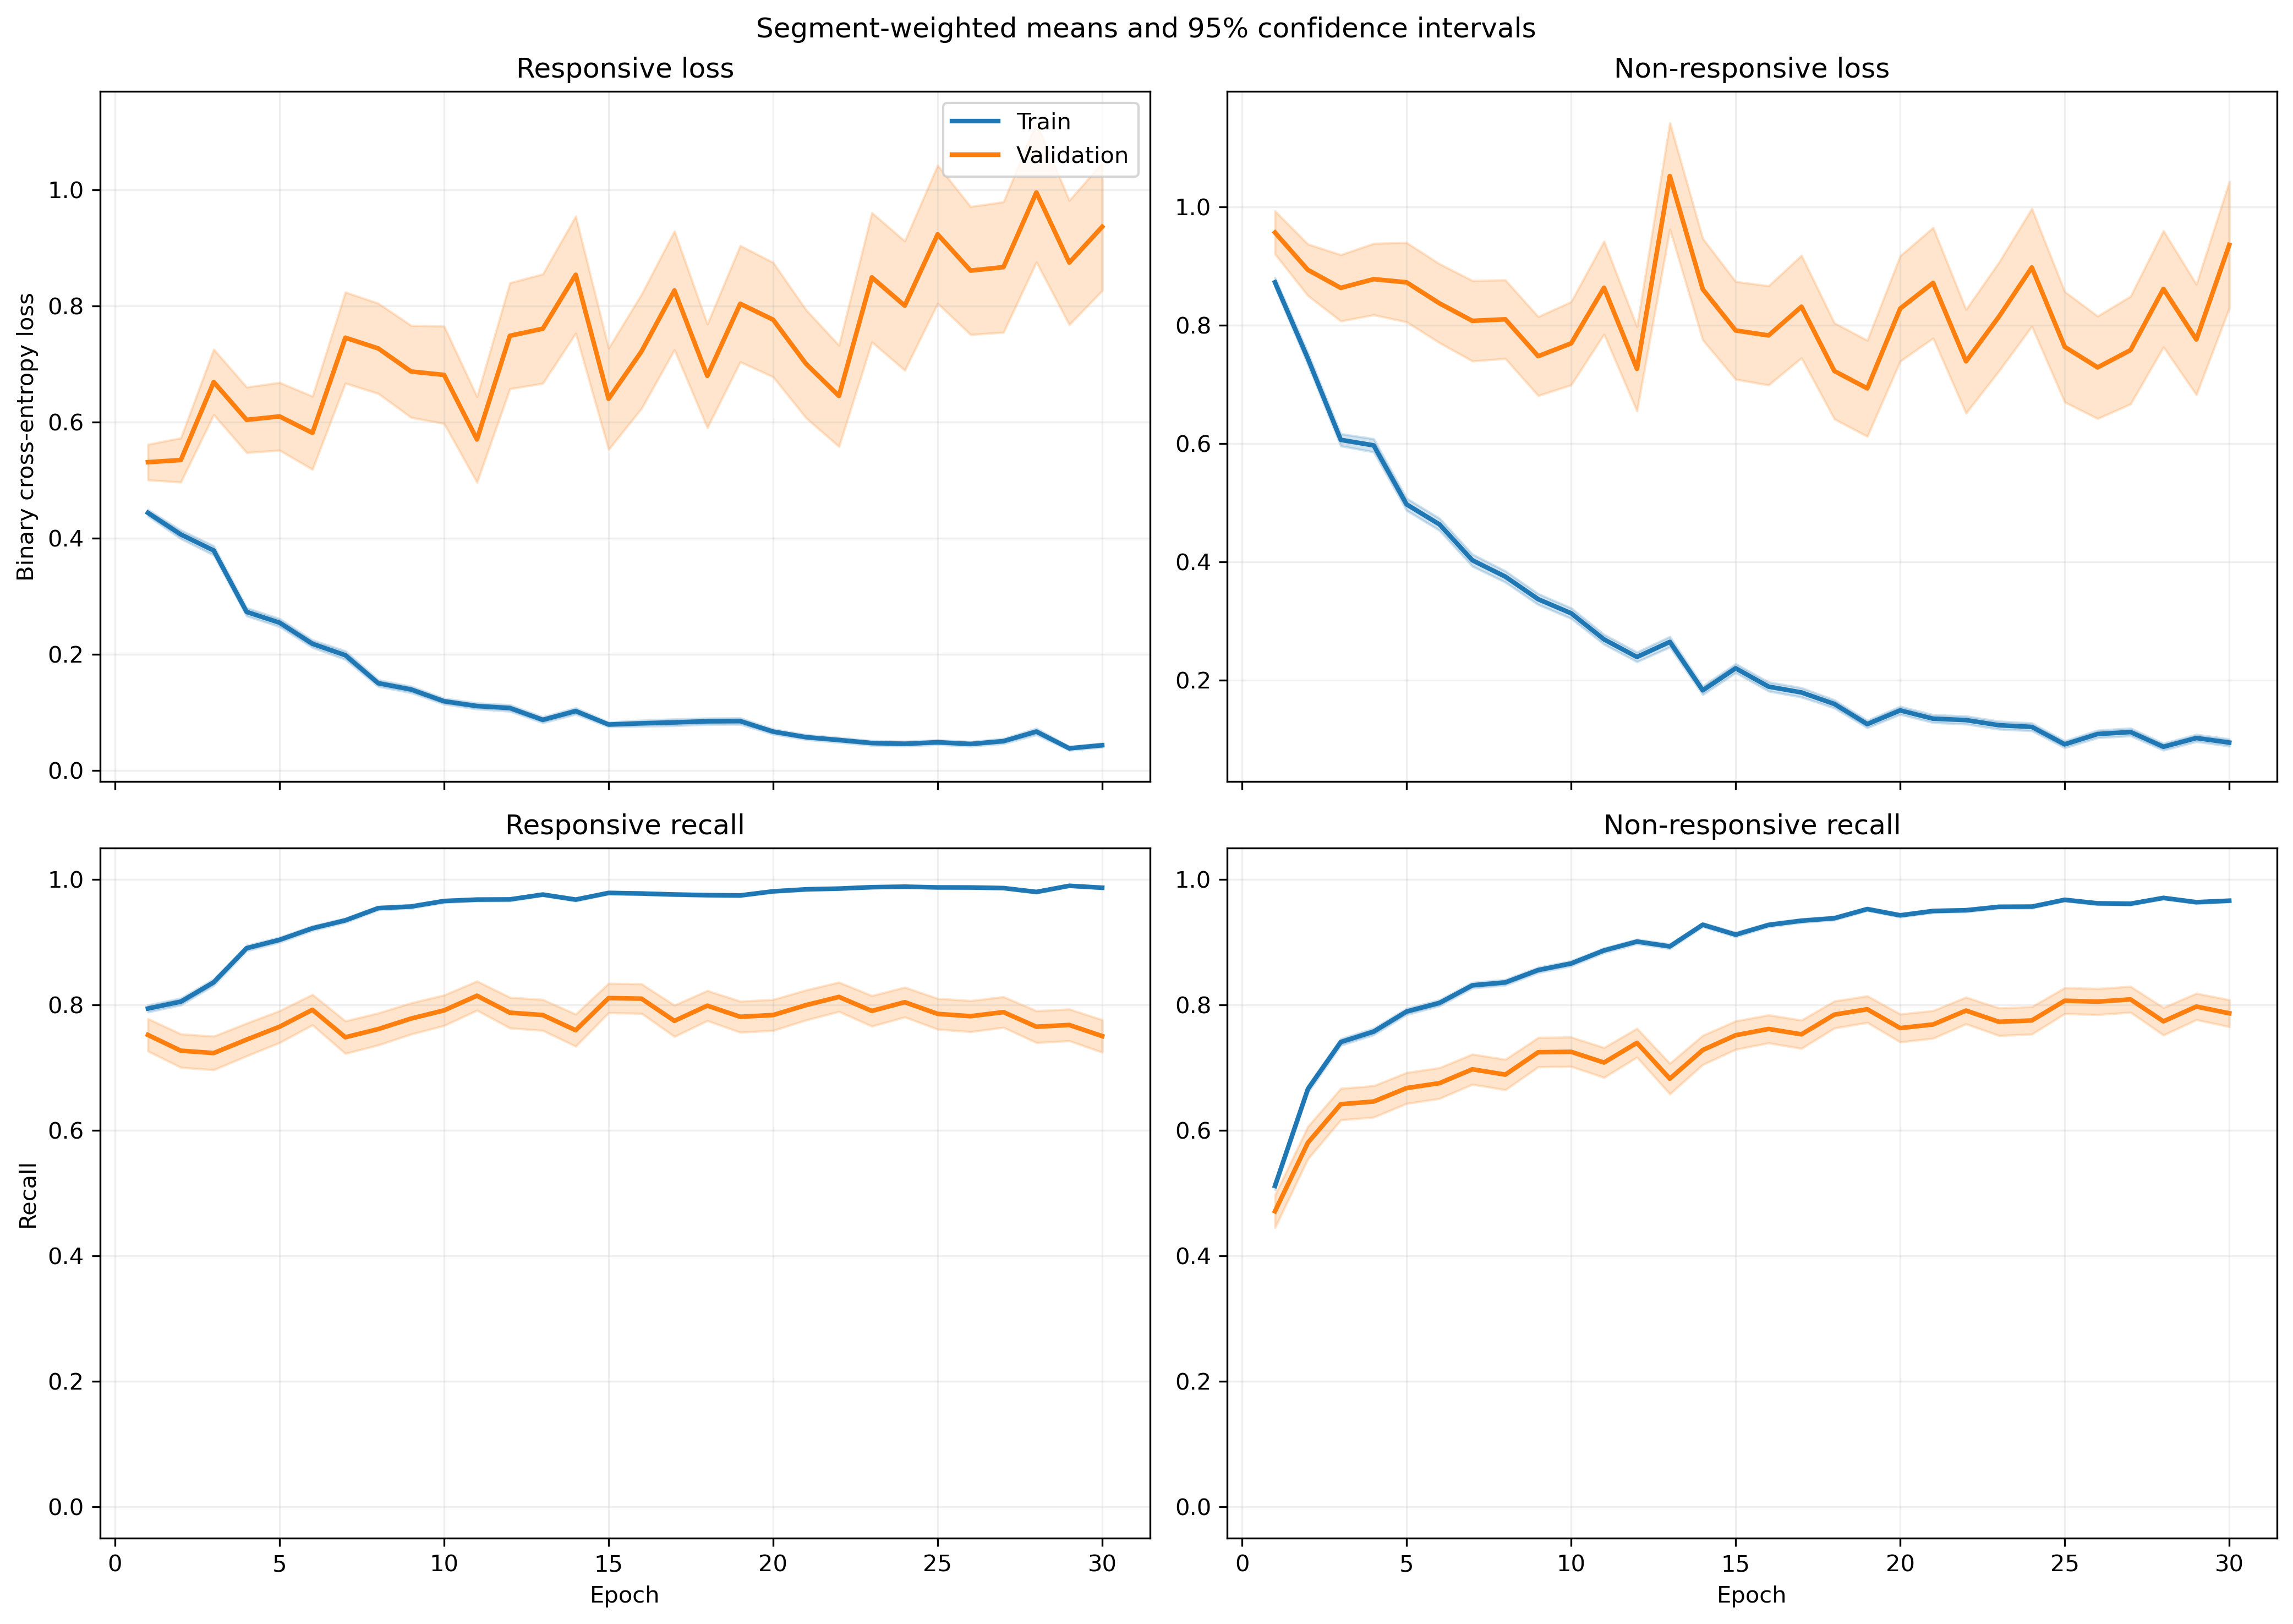 Segment-weighted means and 95% confidence intervals
Responsive loss
Non-responsive loss
Train
Validation
Binary cross-entropy loss
1.0
0.8
0.6
0.4
0.2
0.0
1.0
0.8
0.6
0.4
0.2
Responsive recall
Non-responsive recall
Recall
1.0
0.8
0.6
0.4
0.2
0.0
1.0
0.8
0.6
0.4
0.2
0.0
0 5 10 15 20 25 30
0 5 10 15 20 25 30
Epoch
Epoch